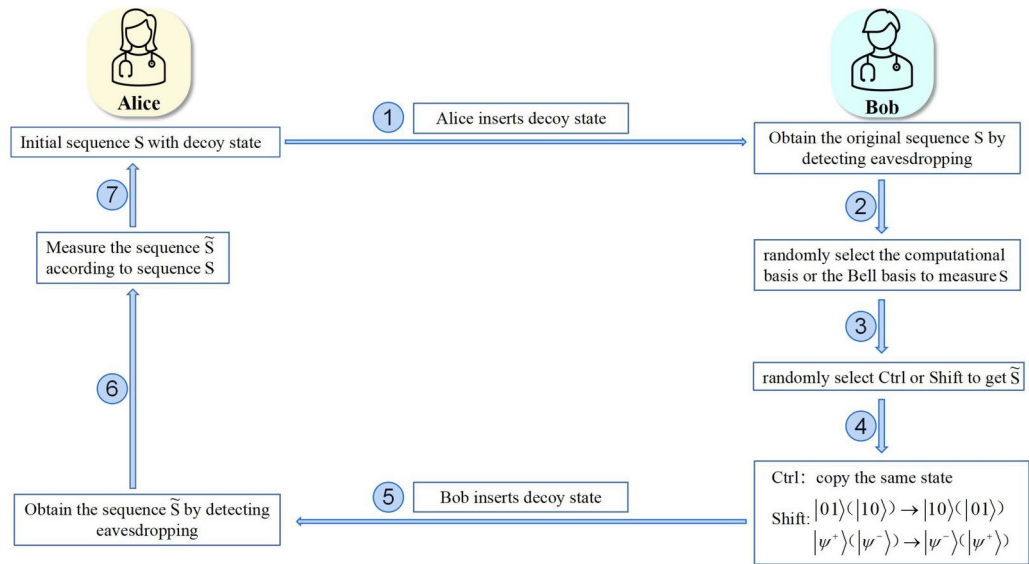 Alice
Bob
Initial sequence S with decoy state
1
Alice inserts decoy state
Obtain the original sequence S by
detecting eavesdropping
2
randomly select the computational
basis or the Bell basis to measure S
3
randomly select Ctrl or Shift to get S̃
4
Ctrl: copy the same state
Shift: |01⟩(|10⟩) → |10⟩(|01⟩)
|ψ⁺⟩(|ψ⁻⟩) → |ψ⁻⟩(|ψ⁺⟩)
5
Bob inserts decoy state
Obtain the sequence S̃ by detecting
eavesdropping
6
Measure the sequence S̃
according to sequence S
7